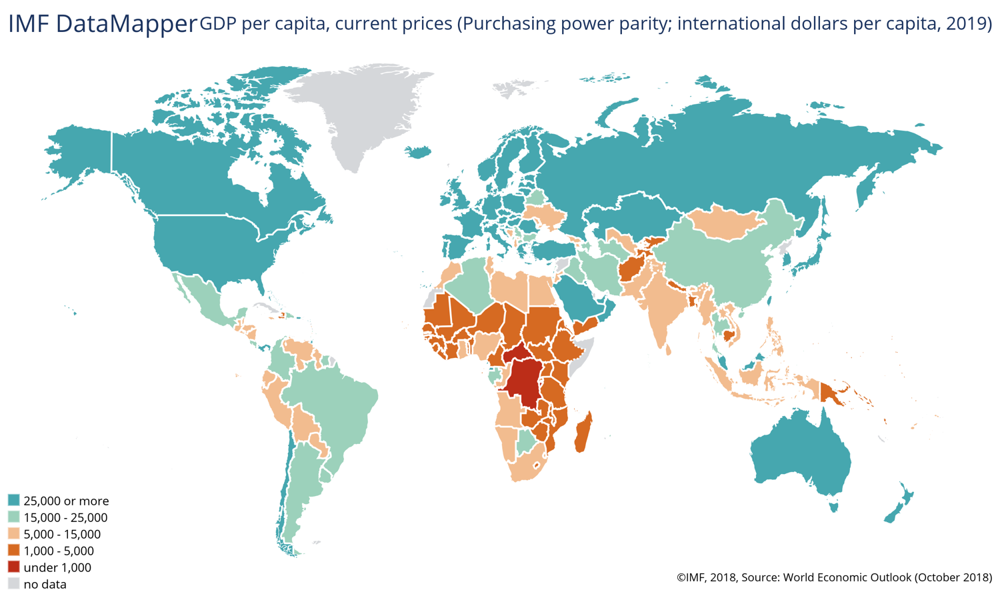 IMF DataMapper GDP per capita, current prices (Purchasing power parity; international dollars per capita, 2019)
25,000 or more
15,000 - 25,000
5,000 - 15,000
1,000 - 5,000
under 1,000
no data
©IMF, 2018, Source: World Economic Outlook (October 2018)